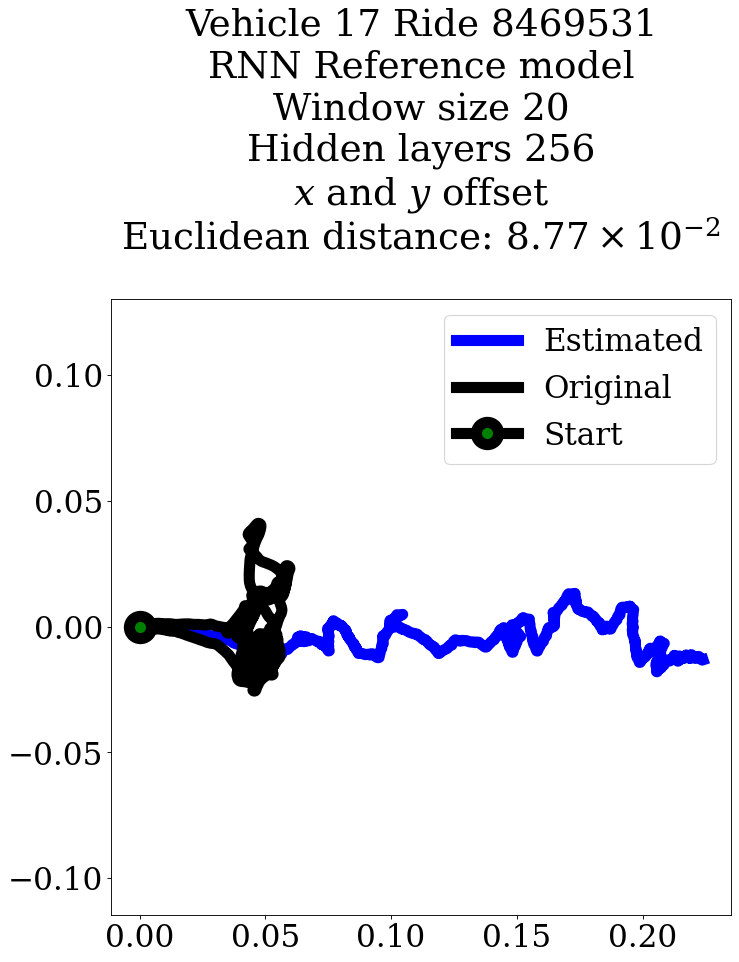 Vehicle 17 Ride 8469531
RNN Reference model
Window size 20
Hidden layers 256
x and y offset
Euclidean distance: 8.77 × 10⁻²
Estimated
Original
Start
0.10
0.05
0.00
−0.05
−0.10
0.00 0.05 0.10 0.15 0.20